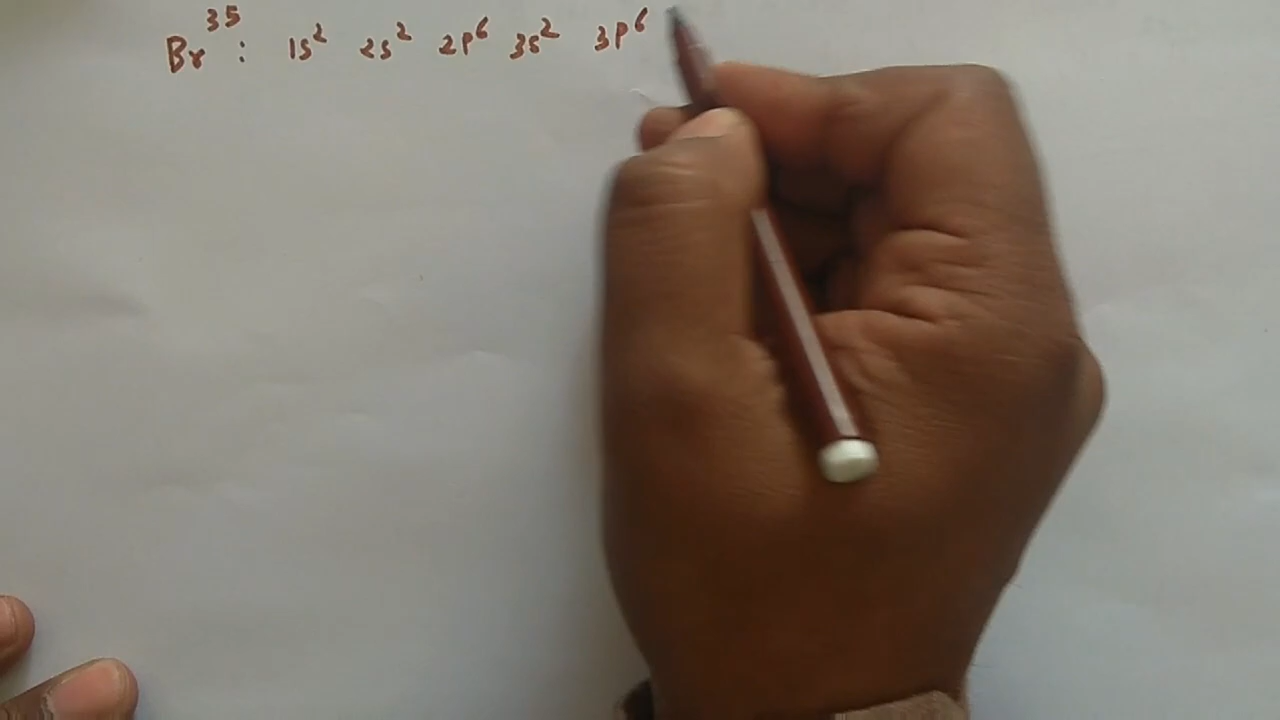 Br³⁵ : 1s² 2s² 2p⁶ 3s² 3p⁶